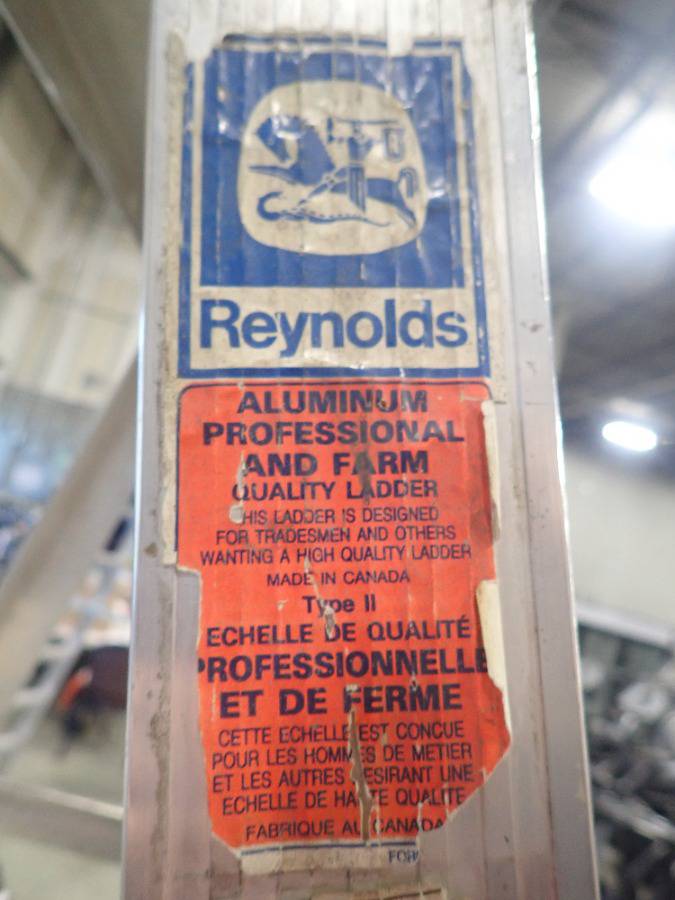 Reynolds
ALUMINUM
PROFESSIONAL
AND FARM
QUALITY LADDER
HIS LADDER IS DESIGNED
FOR TRADESMEN AND OTHERS
WANTING A HIGH QUALITY LADDER
MADE IN CANADA
Type II
ECHELLE DE QUALITÉ
PROFESSIONNELLE
ET DE FERME
CETTE ECHELLE EST CONCUE
POUR LES HOMMES DE METIER
ET LES AUTRES ESIRANT UNE
ECHELLE DE HAUTE QUALITE
FABRIQUE AU CANADA
FOR